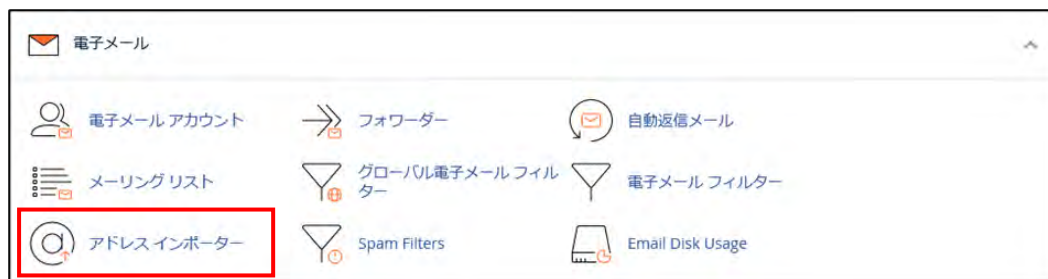 電子メール
電子メール アカウント
フォワーダー
自動返信メール
メーリング リスト
グローバル電子メール フィル
ター
電子メール フィルター
アドレス インポーター
Spam Filters
Email Disk Usage